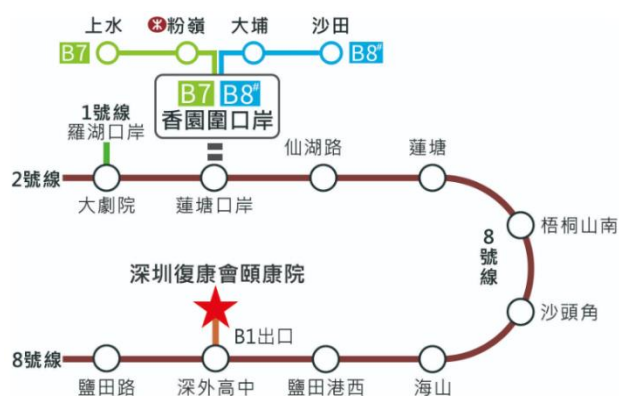 上水 粉嶺 大埔 沙田
B7 B8#
B7 B8#
香園圍口岸
1號線
羅湖口岸
仙湖路 蓮塘
2號線
大劇院 蓮塘口岸
梧桐山南
8號線
深圳復康會頤康院
沙頭角
B1出口
8號線
鹽田路 深外高中 鹽田港西 海山